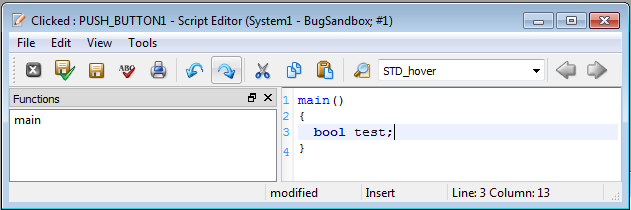 Clicked : PUSH_BUTTON1 - Script Editor (System1 - BugSandbox; #1)
File Edit View Tools
ABC STD_hover
Functions
main
1 main()
2 {
3 bool test;
4 }
modified Insert Line: 3 Column: 13